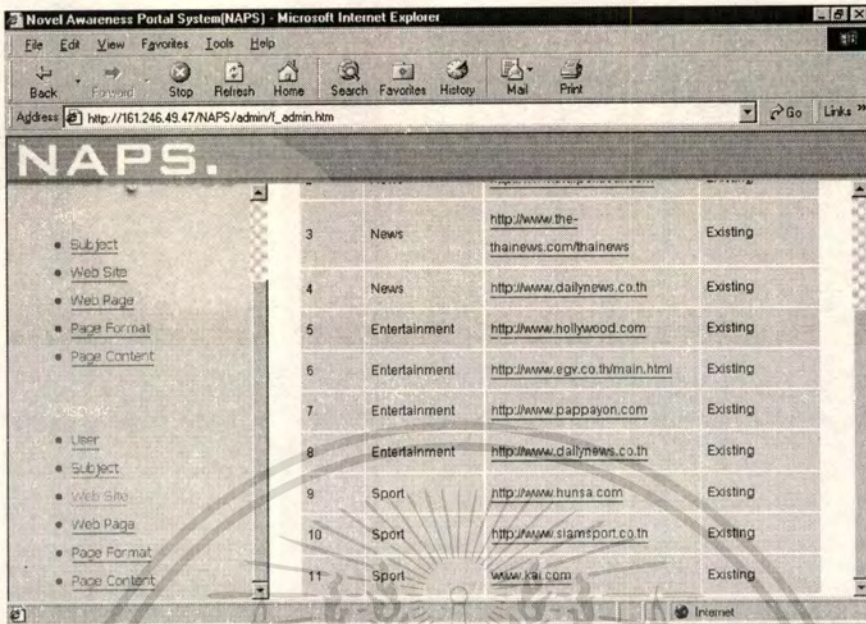 Novel Awareness Portal System(NAPS) - Microsoft Internet Explorer
File Edit View Favorites Tools Help
Back Forward Stop Refresh Home Search Favorites History Mail Print
Address http://161.246.49.47/NAPS/admin/f_admin.htm Go Links »
NAPS.
Subject
Web Site
Web Page
Page Format
Page Content
Display
User
Subject
Web Site
Web Page
Page Format
Page Content
3 News http://www.the-
thainews.com/thainews Existing
4 News http://www.dailynews.co.th Existing
5 Entertainment http://www.hollywood.com Existing
6 Entertainment http://www.egv.co.th/main.html Existing
7 Entertainment http://www.pappayon.com Existing
8 Entertainment http://www.dailynews.co.th Existing
9 Sport http://www.hunsa.com Existing
10 Sport http://www.siamsport.co.th Existing
11 Sport www.kai.com Existing
Internet